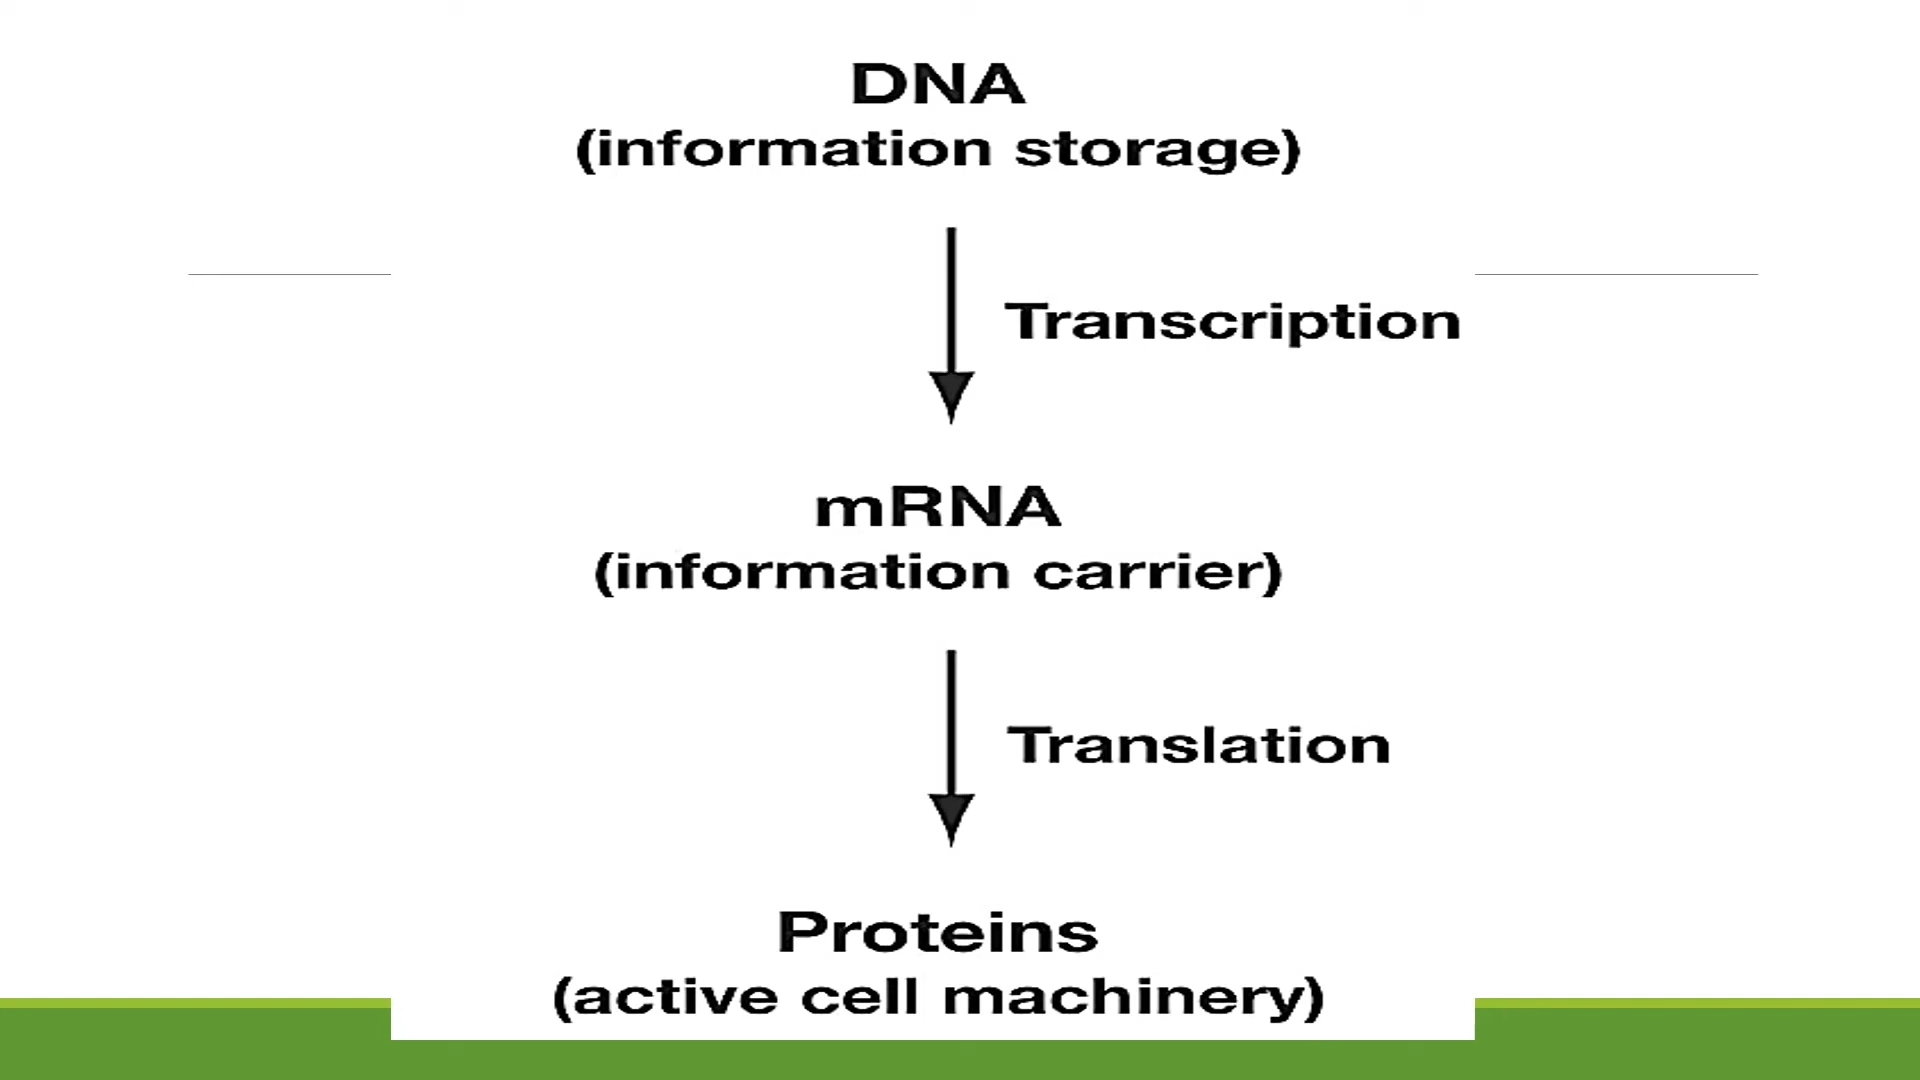 DNA
(information storage)
Transcription
mRNA
(information carrier)
Translation
Proteins
(active cell machinery)